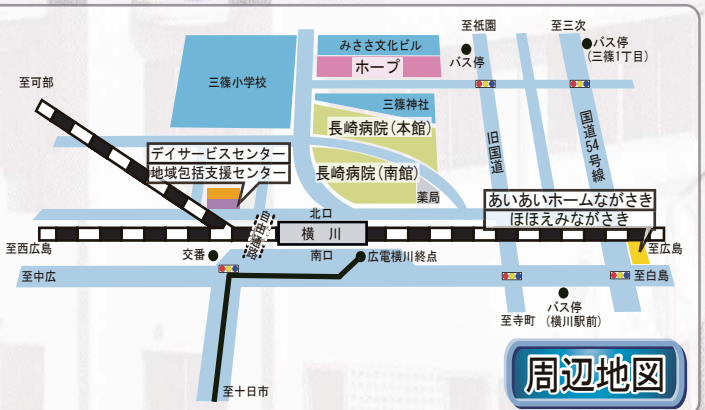 至祇園
至三次
みささ文化ビル
ホープ
バス停
バス停
(三篠1丁目)
至可部
三篠小学校
三篠神社
長崎病院(本館)
旧国道
国道54号線
デイサービスセンター
地域包括支援センター
長崎病院(南館)
薬局
あいあいホームながさき
ほほえみながさき
北口
横川
自由通路
至西広島
交番
南口
広電横川終点
至広島
至中広
至白島
至寺町
バス停
(横川駅前)
至十日市
周辺地図